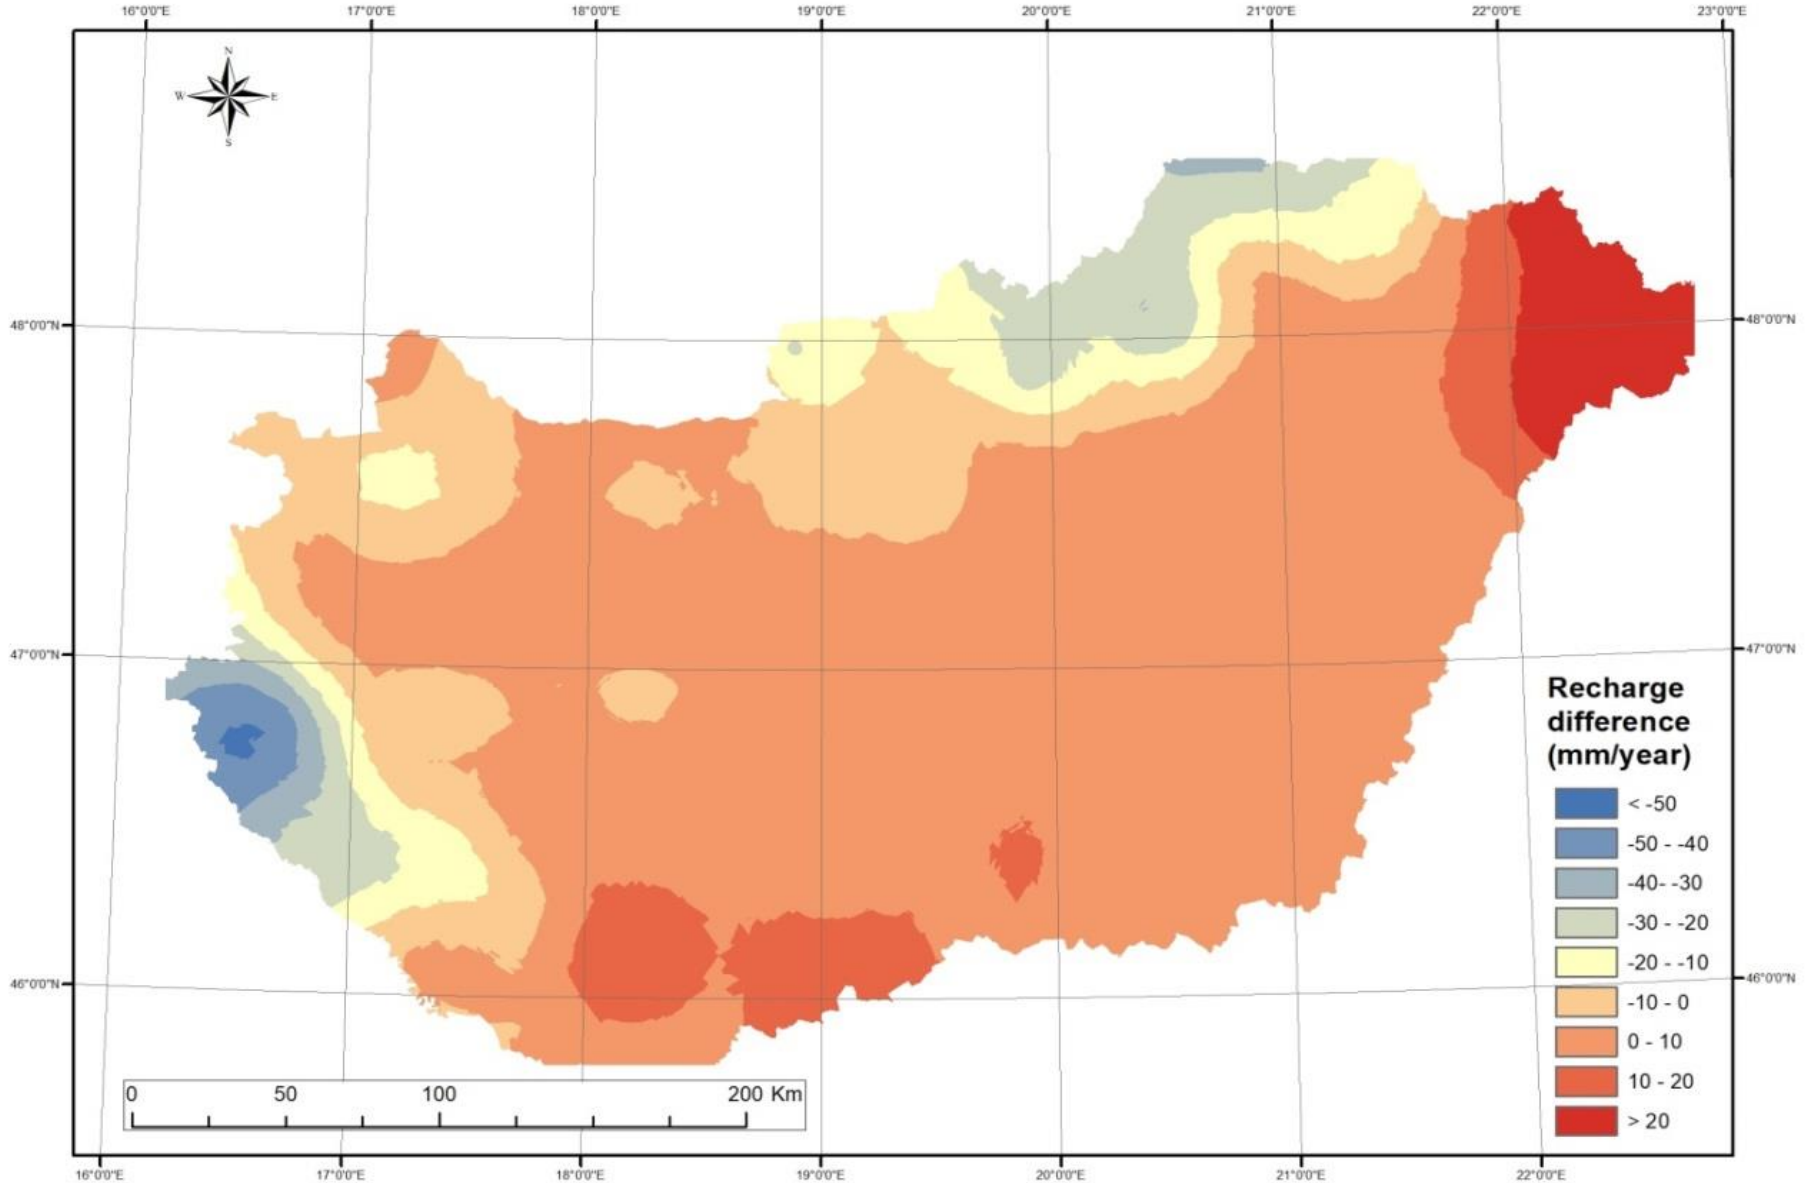 16°0'0"E 17°0'0"E 18°0'0"E 19°0'0"E 20°0'0"E 21°0'0"E 22°0'0"E 23°0'0"E
N
W E
S
48°0'0"N 48°0'0"N
47°0'0"N 47°0'0"N
Recharge
difference
(mm/year)
< -50
-50 - -40
-40- -30
-30 - -20
-20 - -10
46°0'0"N 46°0'0"N
-10 - 0
0 - 10
10 - 20
> 20
0 50 100 200 Km
16°0'0"E 17°0'0"E 18°0'0"E 19°0'0"E 20°0'0"E 21°0'0"E 22°0'0"E